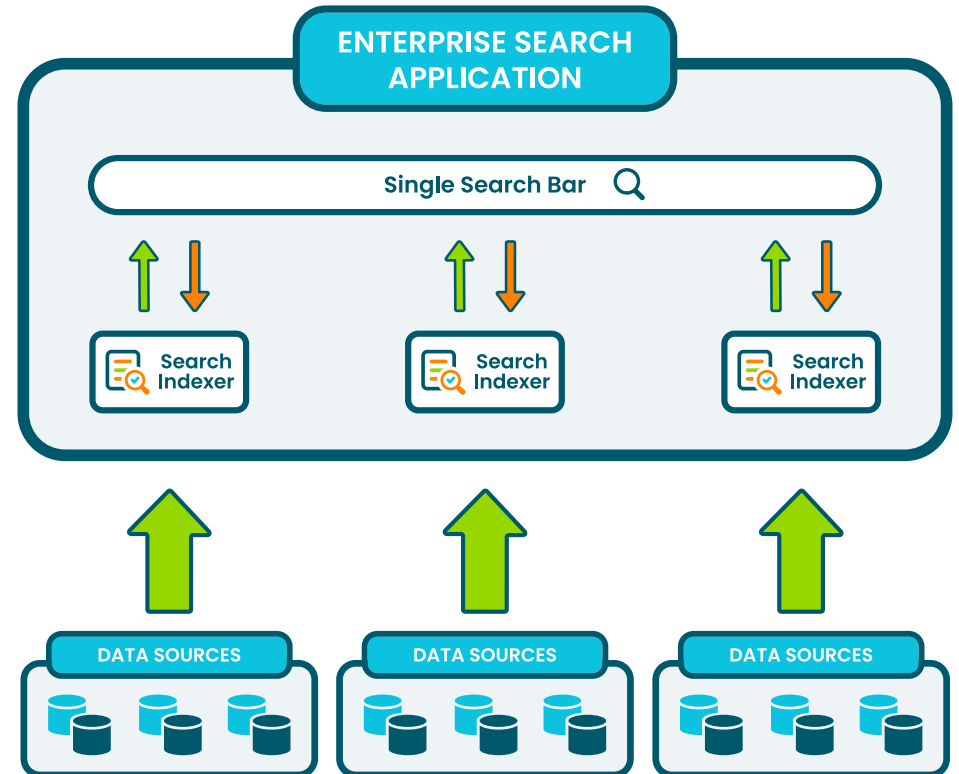 ENTERPRISE SEARCH
APPLICATION
Single Search Bar
Search
Indexer
Search
Indexer
Search
Indexer
DATA SOURCES
DATA SOURCES
DATA SOURCES